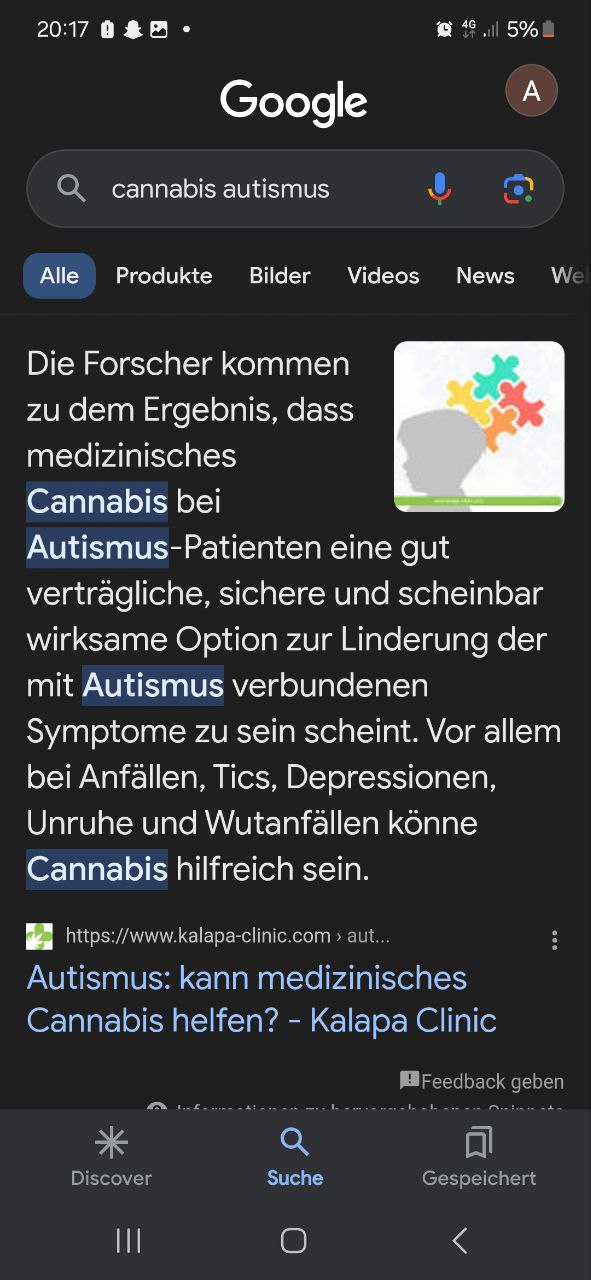 20:17
4G
5%
Google
A
cannabis autismus
Alle Produkte Bilder Videos News
Die Forscher kommen
zu dem Ergebnis, dass
medizinisches
Cannabis bei
Autismus-Patienten eine gut
verträgliche, sichere und scheinbar
wirksame Option zur Linderung der
mit Autismus verbundenen
Symptome zu sein scheint. Vor allem
bei Anfällen, Tics, Depressionen,
Unruhe und Wutanfällen könne
Cannabis hilfreich sein.
https://www.kalapa-clinic.com › aut...
Autismus: kann medizinisches
Cannabis helfen? - Kalapa Clinic
Feedback geben
Discover Suche Gespeichert